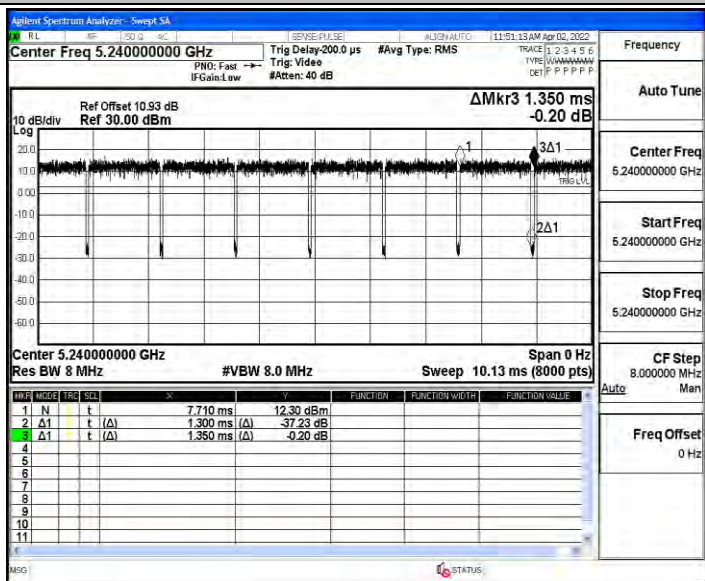 Agilent Spectrum Analyzer - Swept SA
RL RF 50 Ω AC SENSE:PULSE ALIGN AUTO 11:51:13 AM Apr 02, 2022
Center Freq 5.240000000 GHz Trig Delay-200.0 µs #Avg Type: RMS TRACE 1 2 3 4 5 6
PNO: Fast Trig: Video TYPE WWWWWW
IFGain:Low #Atten: 40 dB DET P P P P P P
ΔMkr3 1.350 ms
-0.20 dB
Ref Offset 10.93 dB
10 dB/div Ref 30.00 dBm
Log
20.0
10.0
0.00
-10.0
-20.0
-30.0
-40.0
-50.0
-60.0
1
3Δ1
TRIG LVL
2Δ1
Center 5.240000000 GHz Span 0 Hz
Res BW 8 MHz #VBW 8.0 MHz Sweep 10.13 ms (8000 pts)
MKR MODE TRC SCL X Y FUNCTION FUNCTION WIDTH FUNCTION VALUE
1 N t 7.710 ms 12.30 dBm
2 Δ1 t (Δ) 1.300 ms (Δ) -37.23 dB
3 Δ1 t (Δ) 1.350 ms (Δ) -0.20 dB
4
5
6
7
8
9
10
11
MSG STATUS
Frequency
Auto Tune
Center Freq
5.240000000 GHz
Start Freq
5.240000000 GHz
Stop Freq
5.240000000 GHz
CF Step
8.000000 MHz
Auto Man
Freq Offset
0 Hz